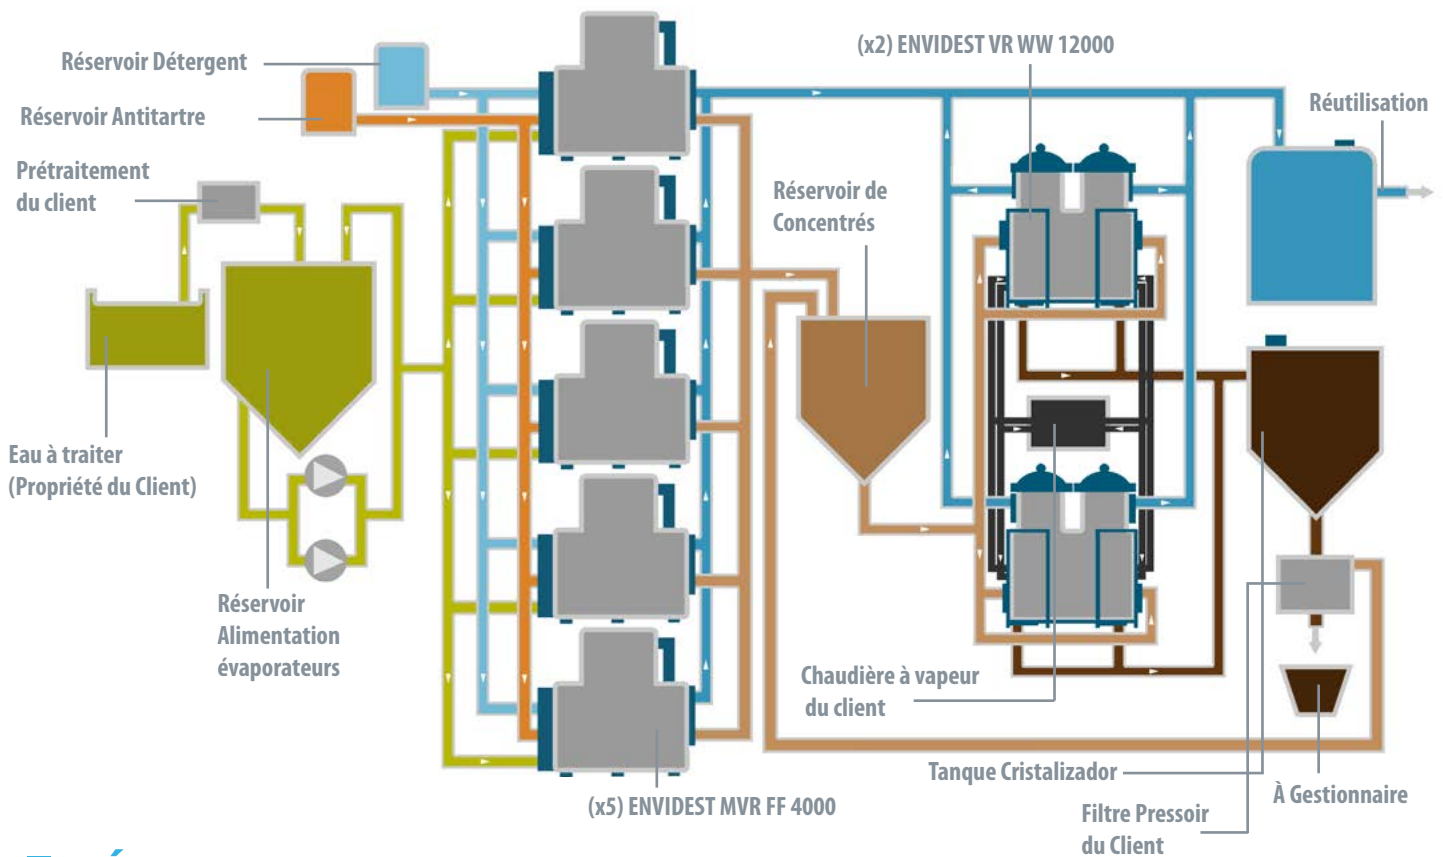 (x2) ENVIDEST VR WW 12000
Réservoir Détergent
Réutilisation
Réservoir Antitartre
Prétraitement
du client
Réservoir de
Concentrés
Eau à traiter
(Propriété du Client)
Réservoir
Alimentation
évaporateurs
Chaudière à vapeur
du client
Tanque Cristalizador
À Gestionnaire
(x5) ENVIDEST MVR FF 4000
Filtre Pressoir
du Client